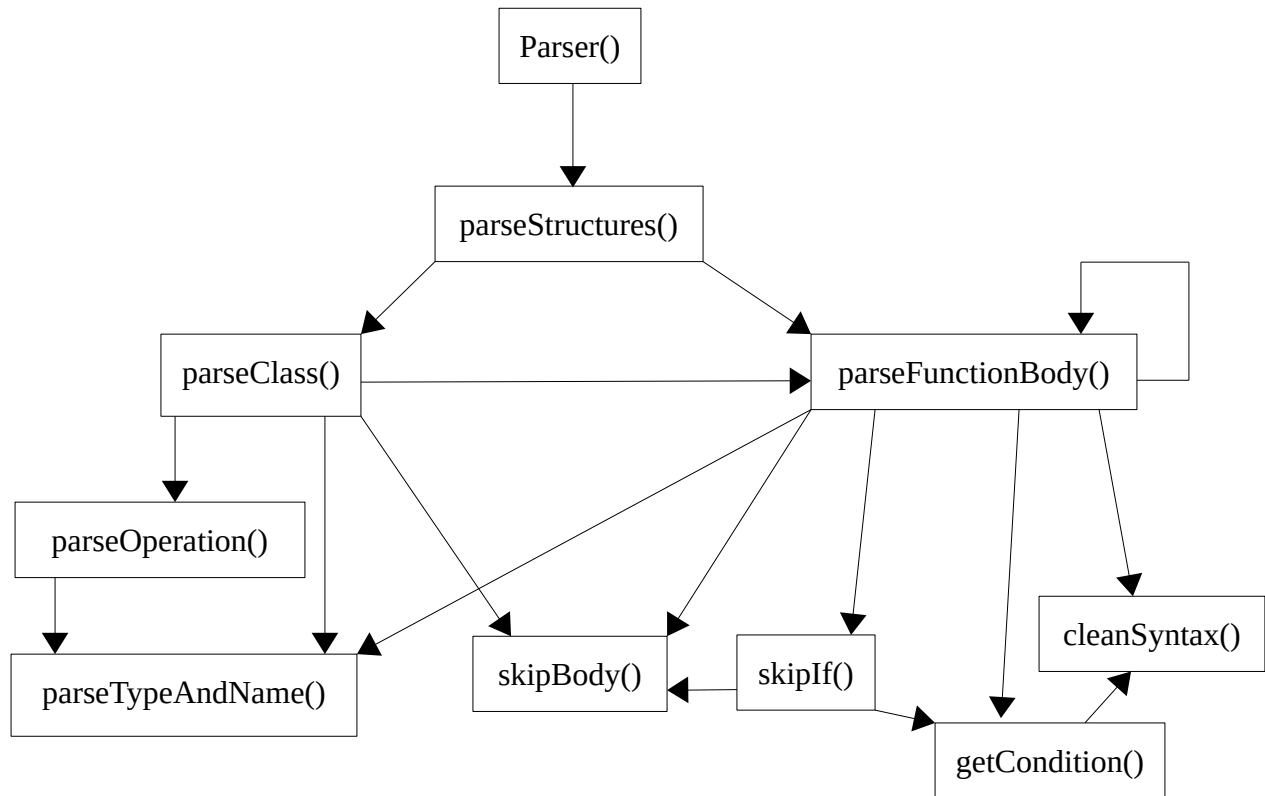 Parser()
parseStructures()
parseClass()
parseFunctionBody()
parseOperation()
cleanSyntax()
skipBody()
skipIf()
parseTypeAndName()
getCondition()